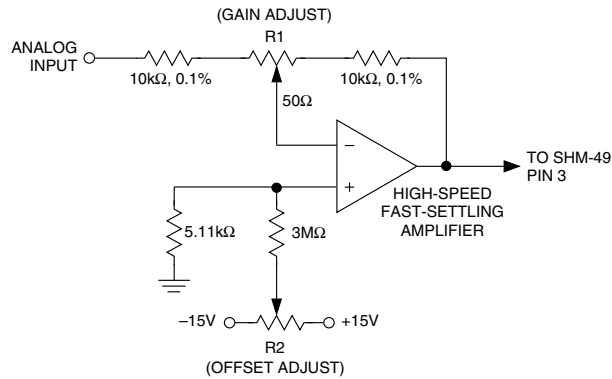 (GAIN ADJUST)
R1
ANALOG
INPUT
10kΩ, 0.1%
10kΩ, 0.1%
50Ω
−
+
TO SHM-49
PIN 3
HIGH-SPEED
FAST-SETTLING
AMPLIFIER
5.11kΩ
3MΩ
–15V
+15V
R2
(OFFSET ADJUST)